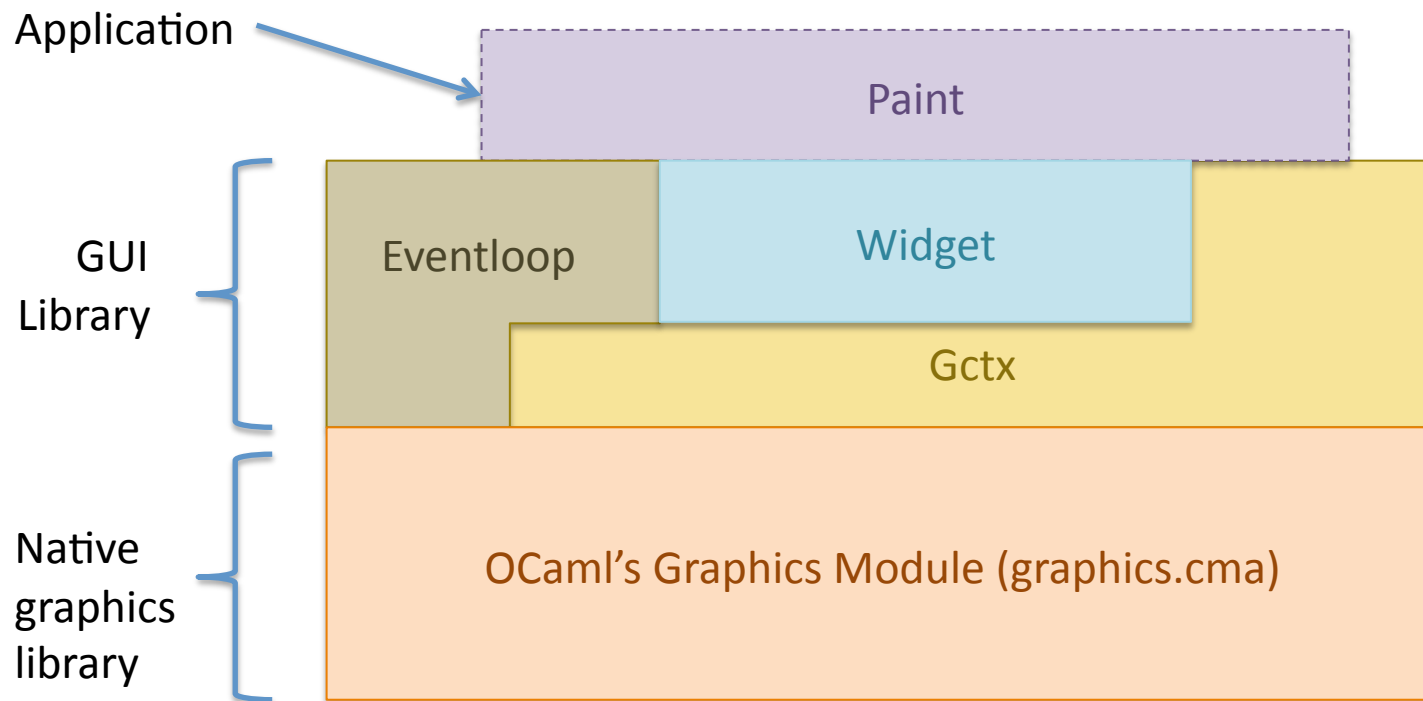 Application
Paint
GUI
Library
Eventloop
Widget
Gctx
Native
graphics
library
OCaml’s Graphics Module (graphics.cma)